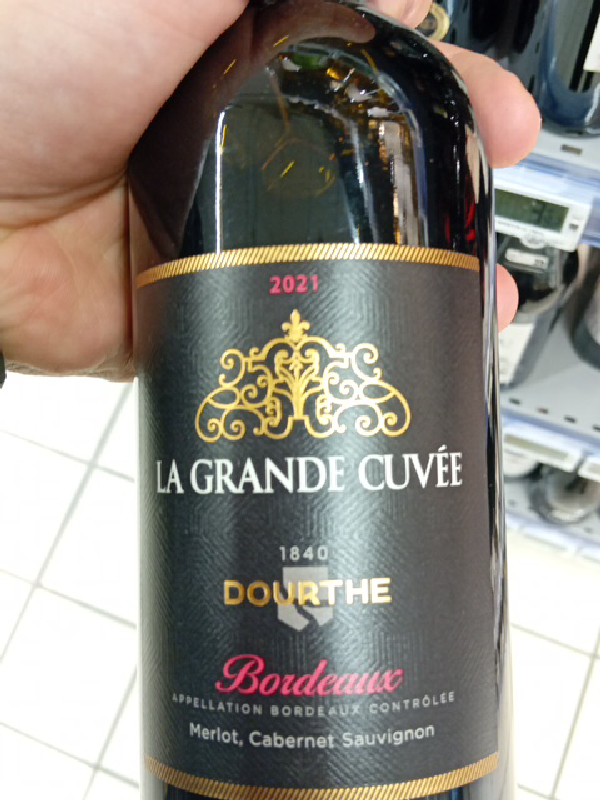 2021
LA GRANDE CUVÉE
1840
DOURTHE
Bordeaux
APPELLATION BORDEAUX CONTRÔLÉE
Merlot, Cabernet Sauvignon